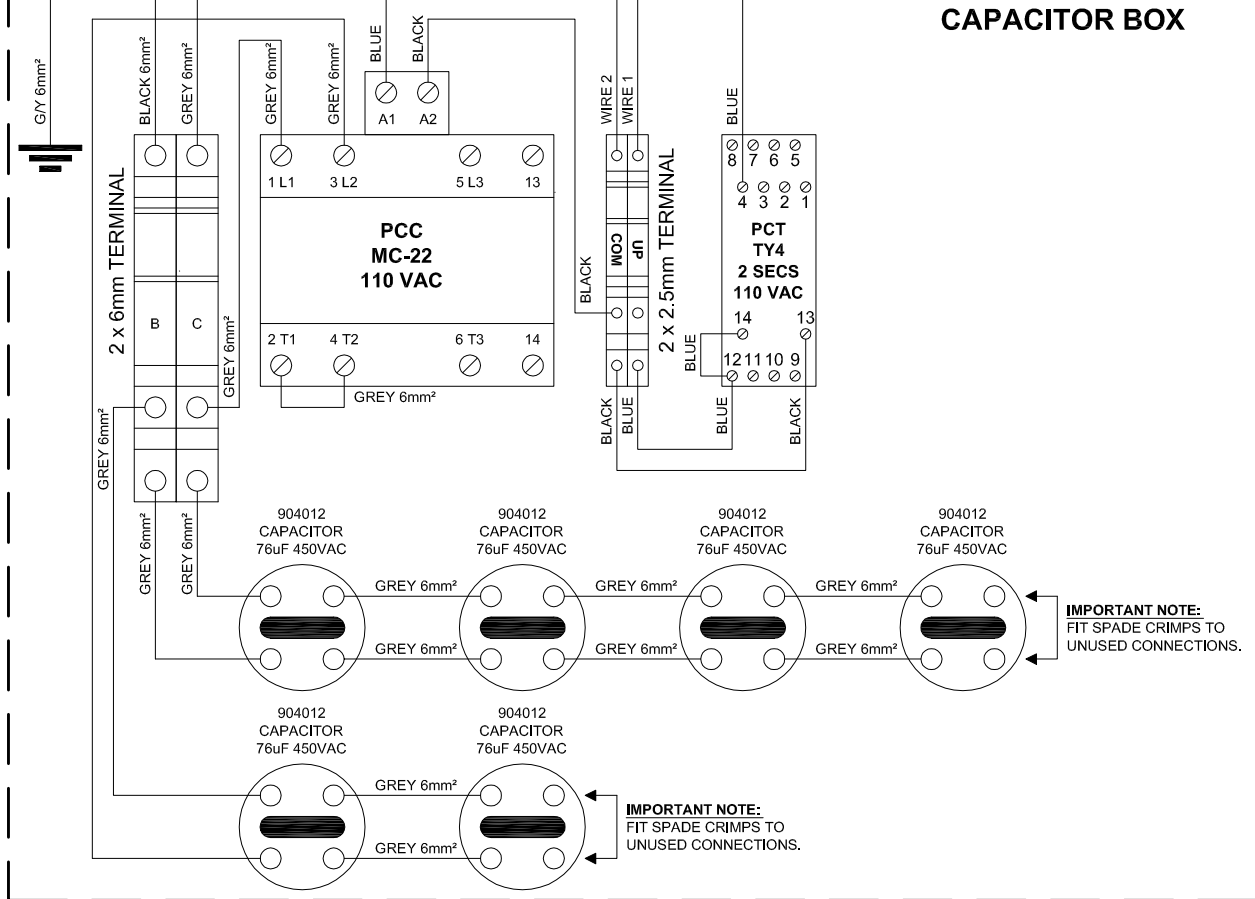 CAPACITOR BOX
G/Y 6mm²
BLACK 6mm²
GREY 6mm²
GREY 6mm²
GREY 6mm²
BLUE
BLACK
WIRE 2
WIRE 1
BLUE
A1
A2
1 L1
3 L2
5 L3
13
PCC
MC-22
110 VAC
2 T1
4 T2
6 T3
14
GREY 6mm²
GREY 6mm²
2 x 6mm TERMINAL
B
C
BLACK
COM
UP
2 x 2.5mm TERMINAL
8 7 6 5
4 3 2 1
PCT
TY4
2 SECS
110 VAC
14
13
12 11 10 9
BLUE
BLACK
BLUE
BLUE
BLACK
GREY 6mm²
GREY 6mm²
GREY 6mm²
904012
CAPACITOR
76uF 450VAC
904012
CAPACITOR
76uF 450VAC
904012
CAPACITOR
76uF 450VAC
904012
CAPACITOR
76uF 450VAC
GREY 6mm²
GREY 6mm²
GREY 6mm²
GREY 6mm²
GREY 6mm²
GREY 6mm²
IMPORTANT NOTE:
FIT SPADE CRIMPS TO
UNUSED CONNECTIONS.
904012
CAPACITOR
76uF 450VAC
904012
CAPACITOR
76uF 450VAC
GREY 6mm²
GREY 6mm²
IMPORTANT NOTE:
FIT SPADE CRIMPS TO
UNUSED CONNECTIONS.